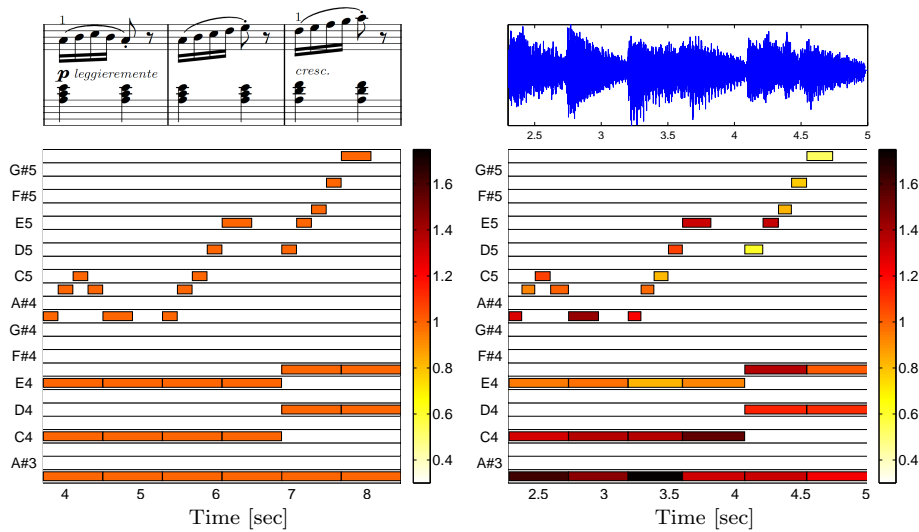 1
1
p leggieremente
cresc.
2.5 3 3.5 4 4.5 5
G#5
F#5
E5
D5
C5
A#4
G#4
F#4
E4
D4
C4
A#3
4 5 6 7 8
Time [sec]
1.6
1.4
1.2
1
0.8
0.6
0.4
G#5
F#5
E5
D5
C5
A#4
G#4
F#4
E4
D4
C4
A#3
2.5 3 3.5 4 4.5 5
Time [sec]
1.6
1.4
1.2
1
0.8
0.6
0.4